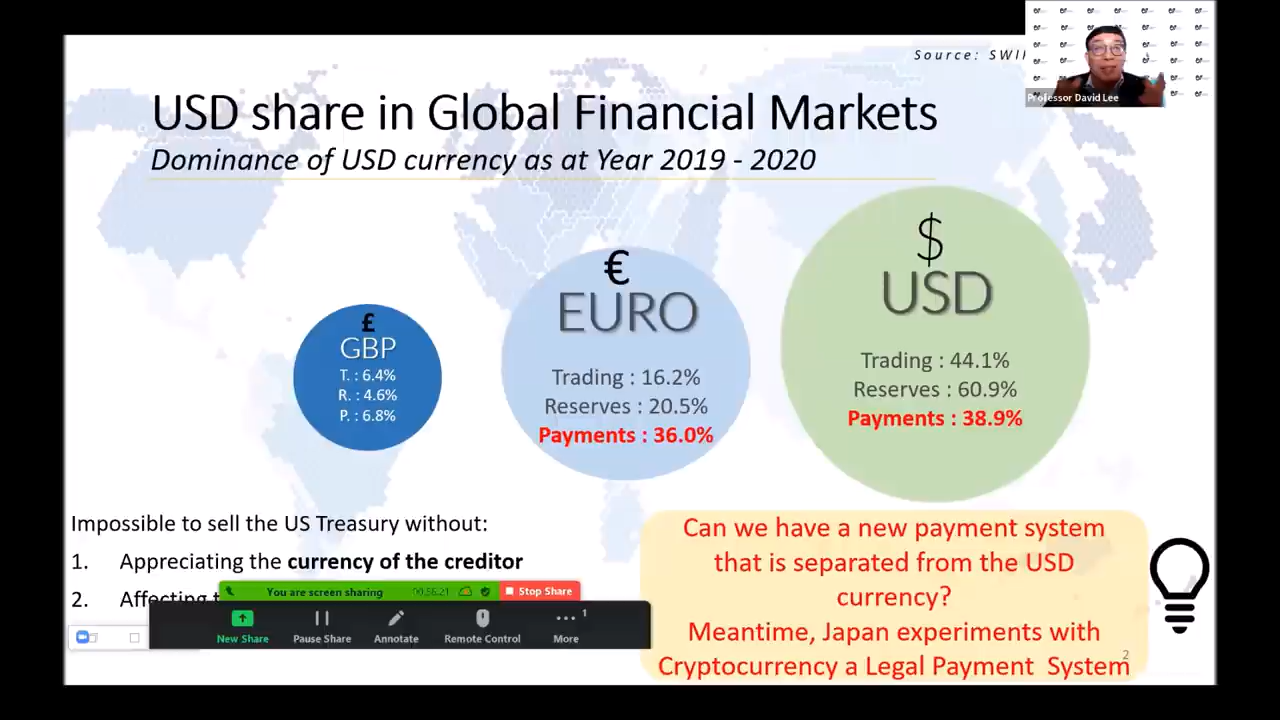 Source: SWI
Professor David Lee
USD share in Global Financial Markets
Dominance of USD currency as at Year 2019 - 2020
£
GBP
T. : 6.4%
R. : 4.6%
P. : 6.8%
€
EURO
Trading : 16.2%
Reserves : 20.5%
Payments : 36.0%
$
USD
Trading : 44.1%
Reserves : 60.9%
Payments : 38.9%
Impossible to sell the US Treasury without:
1. Appreciating the currency of the creditor
2. Affecting
You are screen sharing 00:56:21 Stop Share
New Share Pause Share Annotate Remote Control More 1
Can we have a new payment system
that is separated from the USD
currency?
Meantime, Japan experiments with
Cryptocurrency a Legal Payment System
2